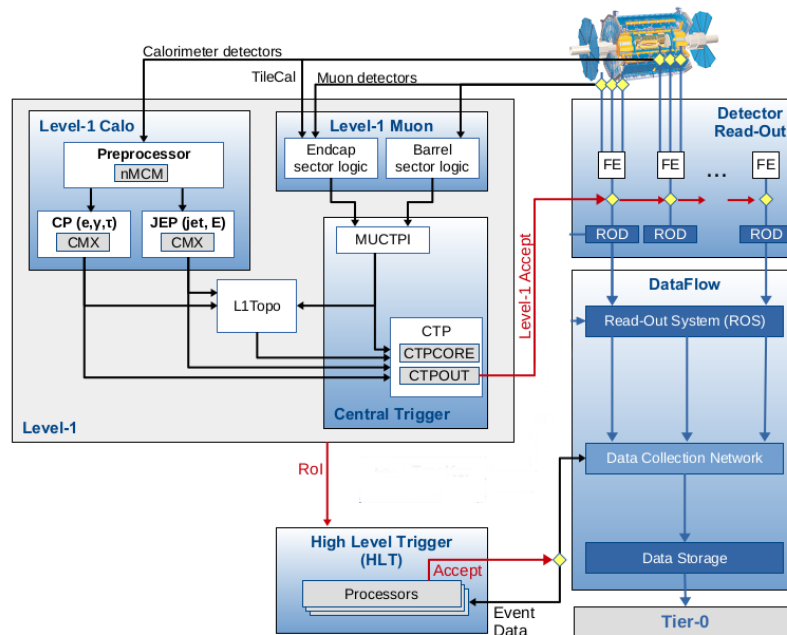 Calorimeter detectors
TileCal
Muon detectors
Level-1 Calo
Preprocessor
nMCM
CP (e,γ,τ)
CMX
JEP (jet, E)
CMX
Level-1 Muon
Endcap
sector logic
Barrel
sector logic
MUCTPI
L1Topo
CTP
CTPCORE
CTPOUT
Central Trigger
Level-1
Level-1 Accept
Detector
Read-Out
FE
FE
...
FE
ROD
ROD
ROD
DataFlow
Read-Out System (ROS)
Data Collection Network
Data Storage
Tier-0
RoI
High Level Trigger
(HLT)
Accept
Processors
Event
Data